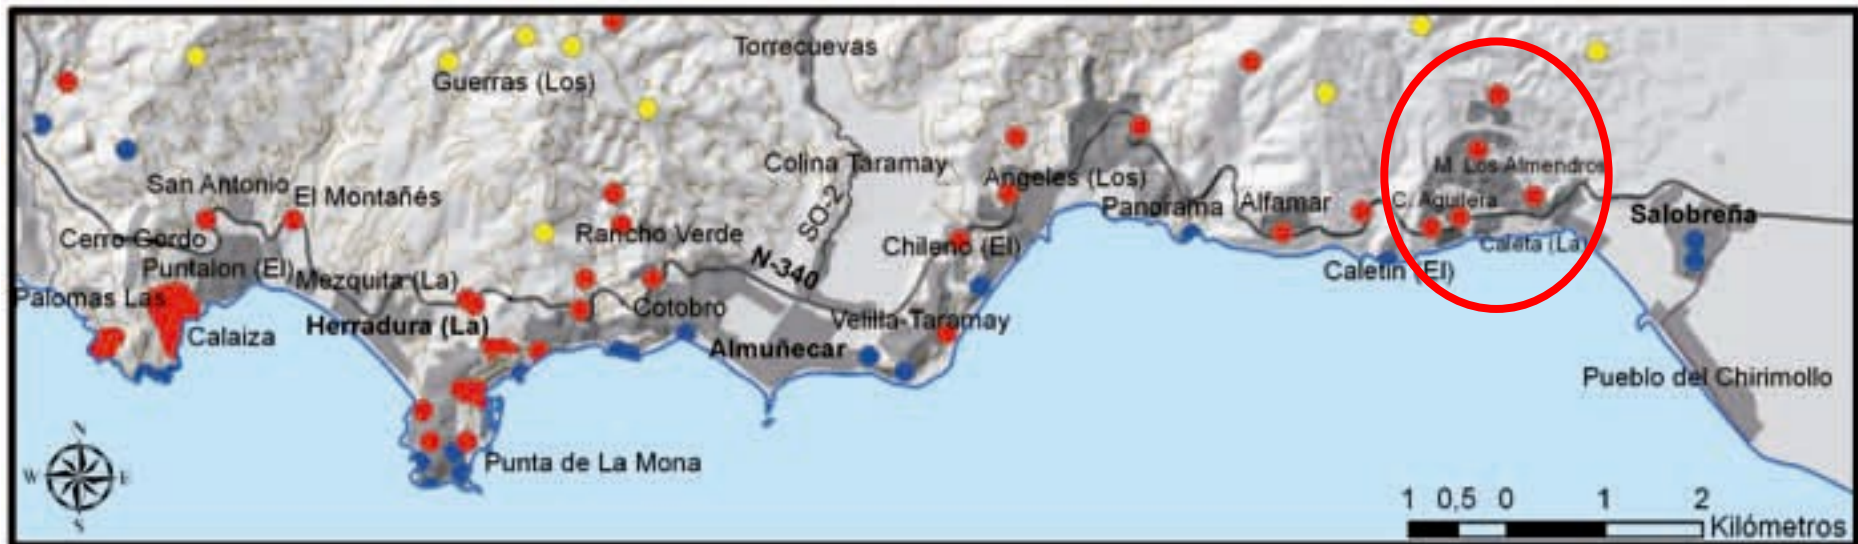 Torrecuevas
Guerras (Los)
Colina Taramay
SO-2
Angeles (Los)
M. Los Almendros
San Antonio
El Montañés
Panorama
Alfamar
C. Aguilera
Salobreña
Cerro Gordo
Rancho Verde
Chileno (El)
Caleta (La)
Puntalon (El)
Mezquita (La)
N-340
Caletin (El)
Palomas Las
Herradura (La)
Cotobro
Velilla-Taramay
Calaiza
Almuñecar
Pueblo del Chirimollo
N
W
E
S
Punta de La Mona
1 0,5 0 1 2
Kilómetros